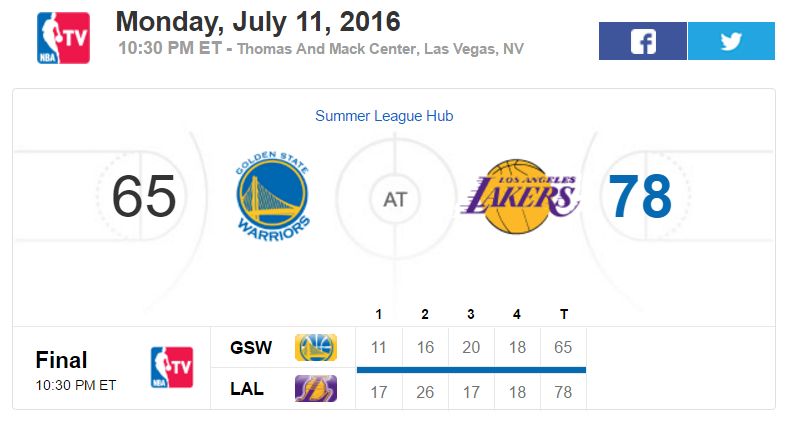 NBA TV
Monday, July 11, 2016
10:30 PM ET - Thomas And Mack Center, Las Vegas, NV
Summer League Hub
65
GOLDEN STATE
WARRIORS
AT
LOS ANGELES
LAKERS
78
1 2 3 4 T
Final
10:30 PM ET
NBA TV
GSW 11 16 20 18 65
LAL 17 26 17 18 78